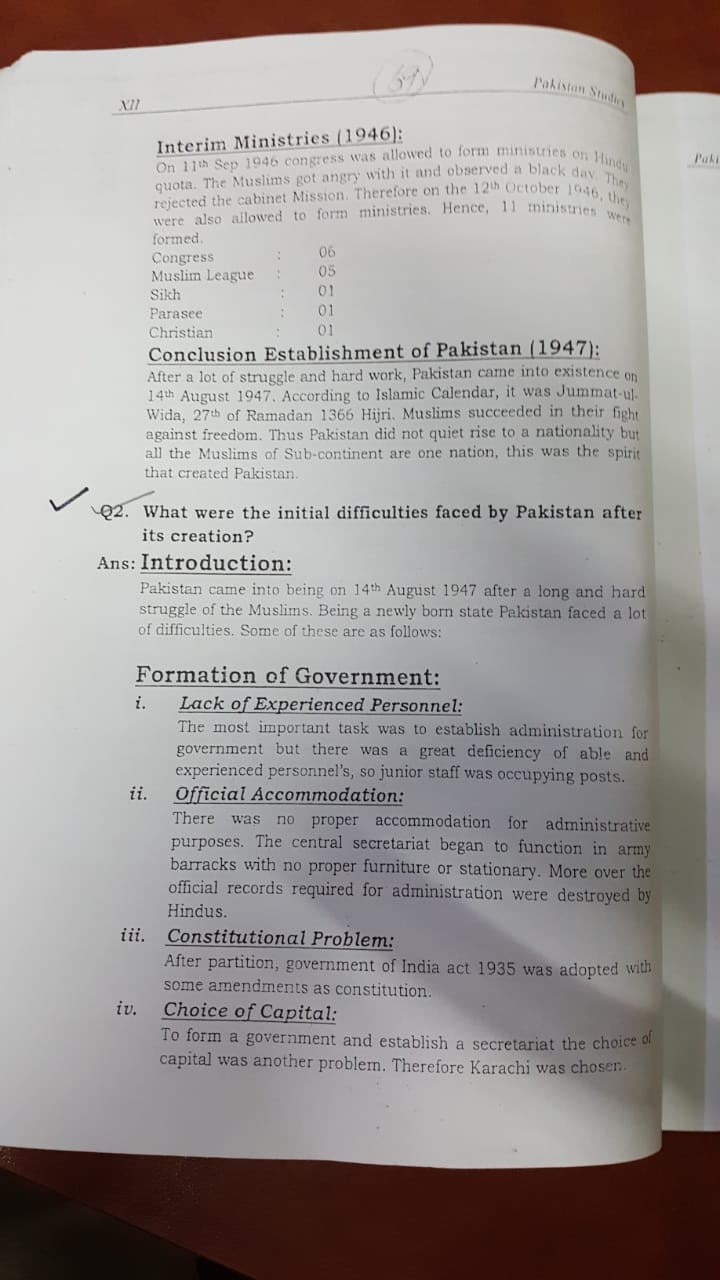 XII
Pakistan Studies
Interim Ministries (1946):
On 11th Sep 1946 congress was allowed to form ministries on Hindu
quota. The Muslims got angry with it and observed a black day. They
rejected the cabinet Mission. Therefore on the 12th October 1946, they
were also allowed to form ministries. Hence, 11 ministries were
formed.
Congress : 06
Muslim League : 05
Sikh : 01
Parasee : 01
Christian : 01
Conclusion Establishment of Pakistan (1947):
After a lot of struggle and hard work, Pakistan came into existence on
14th August 1947. According to Islamic Calendar, it was Jummat-ul-
Wida, 27th of Ramadan 1366 Hijri. Muslims succeeded in their fight
against freedom. Thus Pakistan did not quiet rise to a nationality but
all the Muslims of Sub-continent are one nation, this was the spirit
that created Pakistan.
Q2. What were the initial difficulties faced by Pakistan after
its creation?
Ans: Introduction:
Pakistan came into being on 14th August 1947 after a long and hard
struggle of the Muslims. Being a newly born state Pakistan faced a lot
of difficulties. Some of these are as follows:
Formation of Government:
i. Lack of Experienced Personnel:
The most important task was to establish administration for
government but there was a great deficiency of able and
experienced personnel's, so junior staff was occupying posts.
ii. Official Accommodation:
There was no proper accommodation for administrative
purposes. The central secretariat began to function in army
barracks with no proper furniture or stationary. More over the
official records required for administration were destroyed by
Hindus.
iii. Constitutional Problem:
After partition, government of India act 1935 was adopted with
some amendments as constitution.
iv. Choice of Capital:
To form a government and establish a secretariat the choice of
capital was another problem. Therefore Karachi was chosen.
Paki